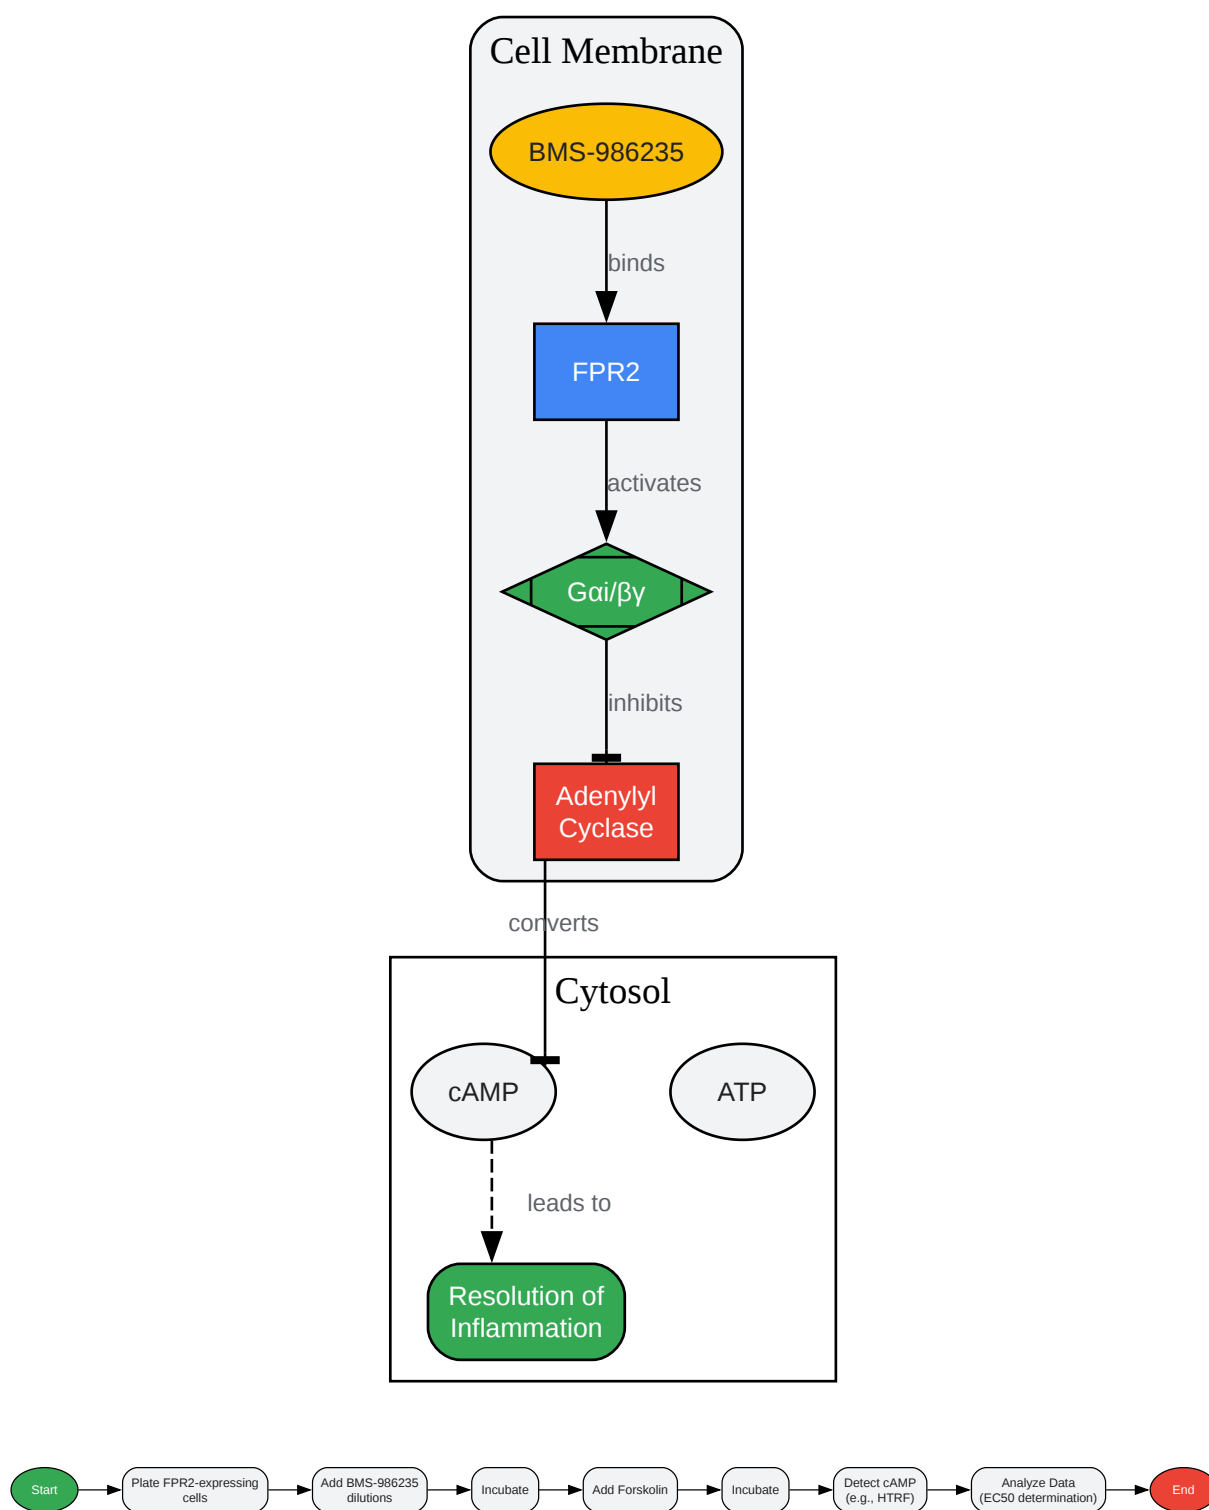 Cell Membrane
BMS-986235
binds
FPR2
activates
Gαi/βγ
inhibits
Adenylyl
Cyclase
converts
Cytosol
cAMP
ATP
leads to
Resolution of
Inflammation
Start
Plate FPR2-expressing
cells
Add BMS-986235
dilutions
Incubate
Add Forskolin
Incubate
Detect cAMP
(e.g., HTRF)
Analyze Data
(EC50 determination)
End